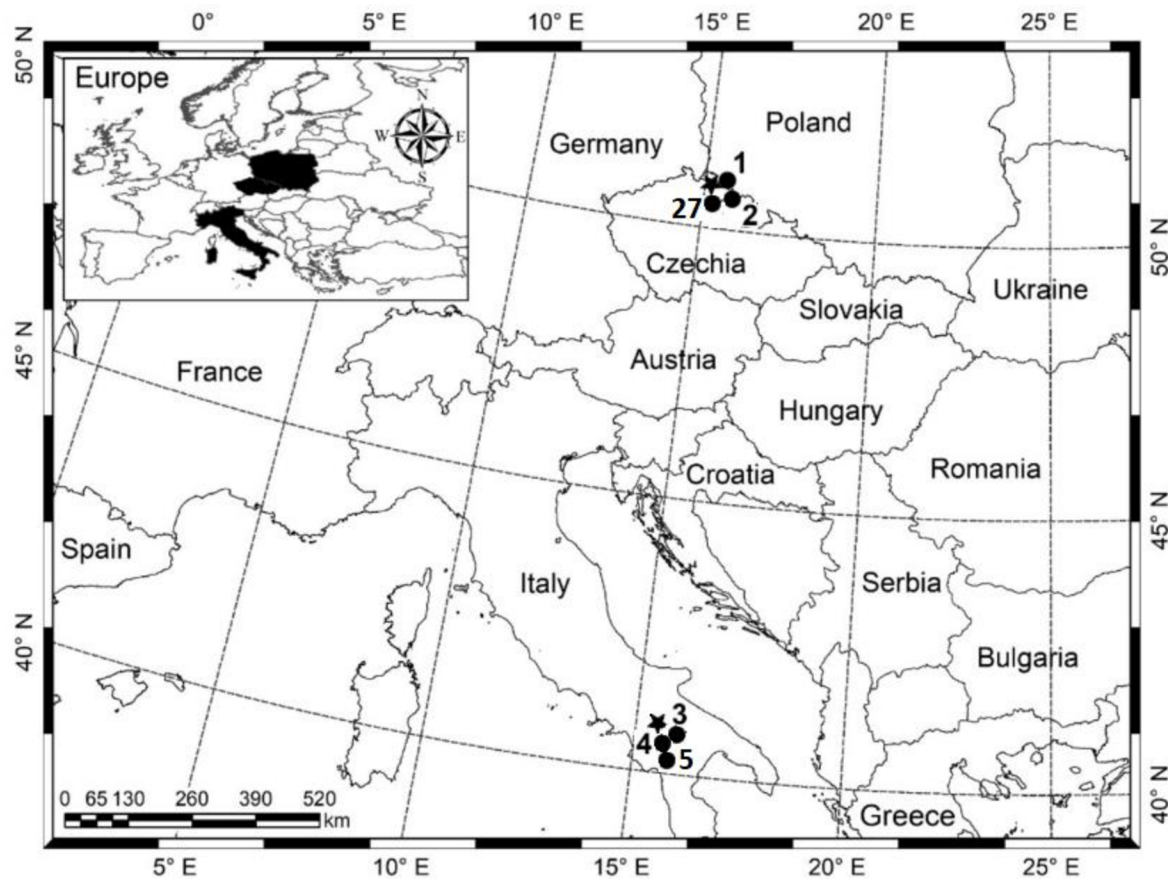 0° 5° E 10° E 15° E 20° E 25° E
50° N
Europe
N
W E
S
Germany
Poland
1
27 2
50° N
Czechia
Slovakia
Ukraine
45° N
France
Austria
Hungary
Croatia
Romania
45° N
Spain
Italy
Serbia
40° N
Bulgaria
3
4
5
0 65 130 260 390 520
km
Greece
40° N
5° E 10° E 15° E 20° E 25° E